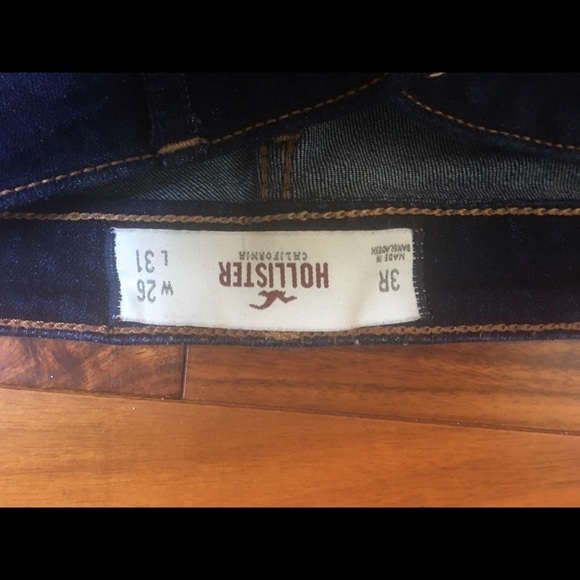 3R
MADE IN
BANGLADESH
HOLLISTER
CALIFORNIA
W 26
L 31